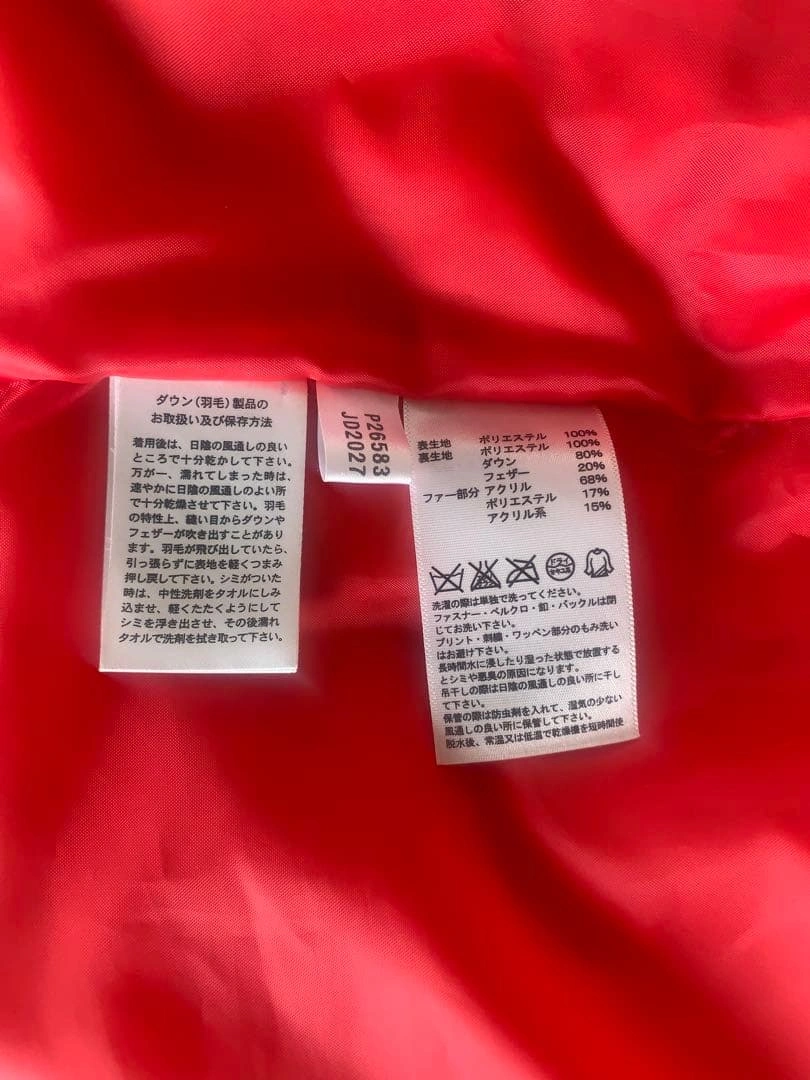 ダウン(羽毛)製品の
お取扱い及び保存方法
着用後は、日陰の風通しの良い
ところで十分乾かして下さい。
万が一、濡れてしまった時は、
速やかに日陰の風通しのよい所
で十分乾燥させて下さい。羽毛
の特性上、縫い目からダウンや
フェザーが吹き出すことがあり
ます。羽毛が飛び出していたら、
引っ張らずに表地を軽くつまみ
押し戻して下さい。シミがついた
時は、中性洗剤をタオルにしみ
込ませ、軽くたたくようにして
シミを浮き出させ、その後濡れ
タオルで洗剤を拭き取って下さい。
P26583
JD2027
表生地 ポリエステル 100%
裏生地 ポリエステル 100%
ダウン 80%
フェザー 20%
ファー部分 アクリル 68%
ポリエステル 17%
アクリル系 15%
ドライ
セキユ系
洗濯の際は単独で洗ってください。
ファスナー・ベルクロ・釦・バックルは閉
じてお洗い下さい。
プリント・刺繍・ワッペン部分のもみ洗い
はお避け下さい。
長時間水に浸したり湿った状態で放置する
とシミや悪臭の原因になります。
吊干しの際は日陰の風通しの良い所に干し
て下さい。
保管の際は防虫剤を入れて、湿気の少ない
風通しの良い所に保管して下さい。
脱水後、常温又は低温で乾燥機を短時間使